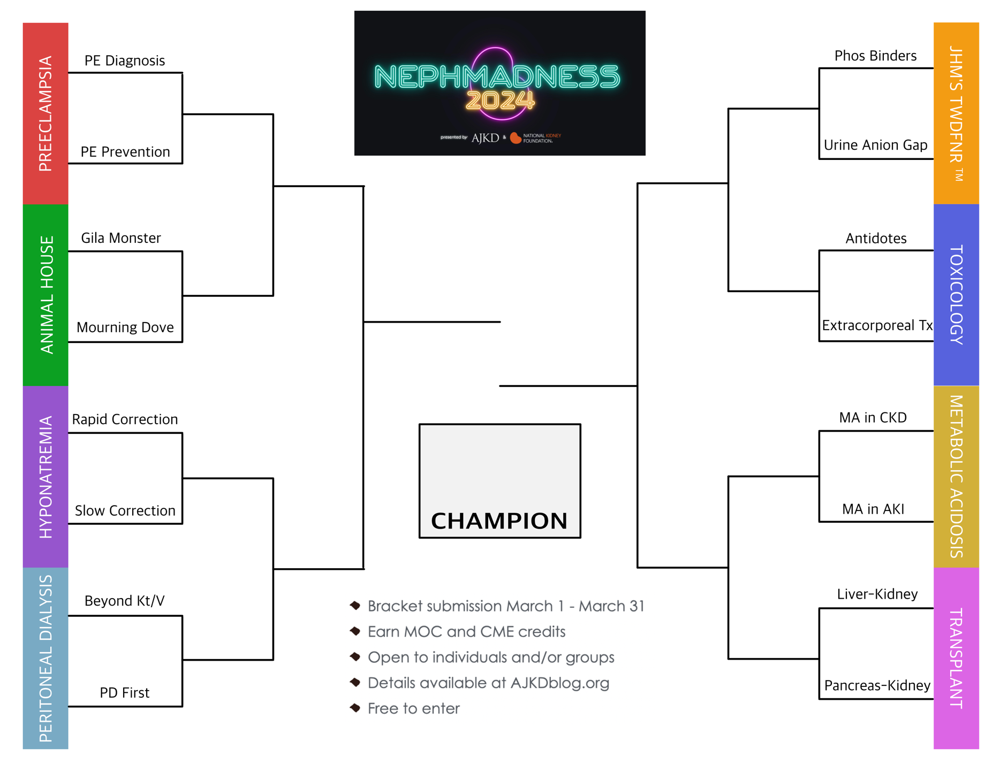 NEPHMADNESS
2024
presented by AJKD & NATIONAL KIDNEY
FOUNDATION®
PREECLAMPSIA
PE Diagnosis
PE Prevention
ANIMAL HOUSE
Gila Monster
Mourning Dove
HYPONATREMIA
Rapid Correction
Slow Correction
PERITONEAL DIALYSIS
Beyond Kt/V
PD First
JHM'S TWDFNR ™
Phos Binders
Urine Anion Gap
TOXICOLOGY
Antidotes
Extracorporeal Tx
METABOLIC ACIDOSIS
MA in CKD
MA in AKI
TRANSPLANT
Liver-Kidney
Pancreas-Kidney
CHAMPION
Bracket submission March 1 - March 31
Earn MOC and CME credits
Open to individuals and/or groups
Details available at AJKDblog.org
Free to enter